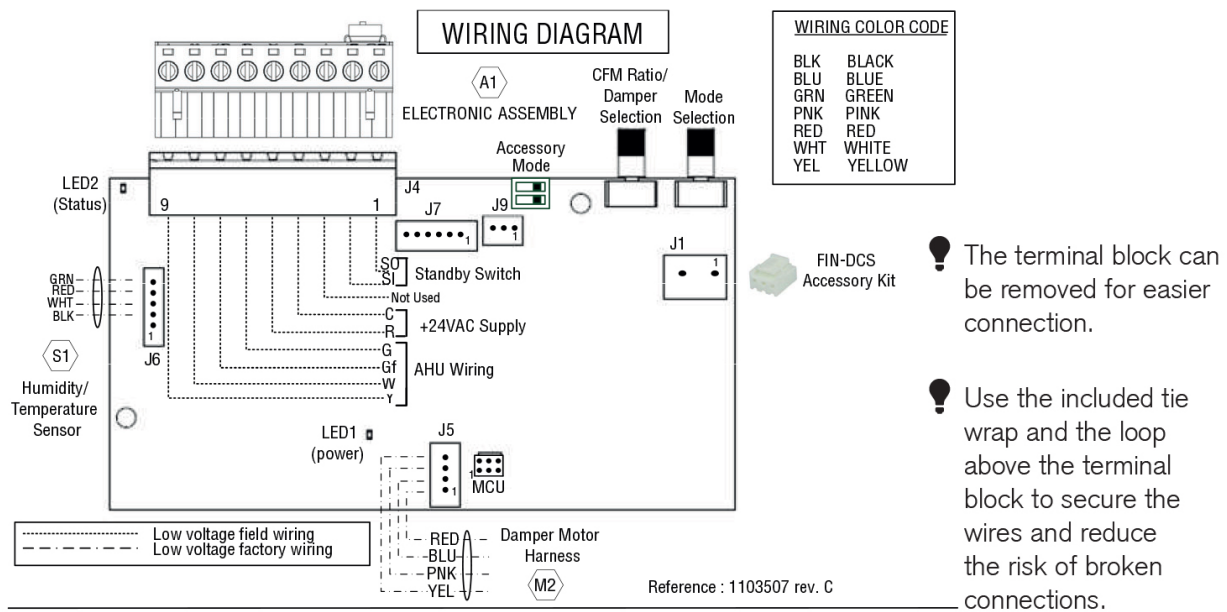 WIRING DIAGRAM
A1
ELECTRONIC ASSEMBLY
CFM Ratio/
Damper
Selection
Mode
Selection
Accessory
Mode
WIRING COLOR CODE
BLK BLACK
BLU BLUE
GRN GREEN
PNK PINK
RED RED
WHT WHITE
YEL YELLOW
LED2
(Status)
9
1
J4
J7
1
J9
1
J1
1
FIN-DCS
Accessory Kit
SO
SI
Standby Switch
Not Used
C
R
+24VAC Supply
G
Gf
W
Y
AHU Wiring
GRN
RED
WHT
BLK
1
J6
S1
Humidity/
Temperature
Sensor
LED1
(power)
J5
1
1
MCU
Low voltage field wiring
Low voltage factory wiring
RED
BLU
PNK
YEL
Damper Motor
Harness
M2
Reference : 1103507 rev. C
The terminal block can
be removed for easier
connection.
Use the included tie
wrap and the loop
above the terminal
block to secure the
wires and reduce
the risk of broken
connections.